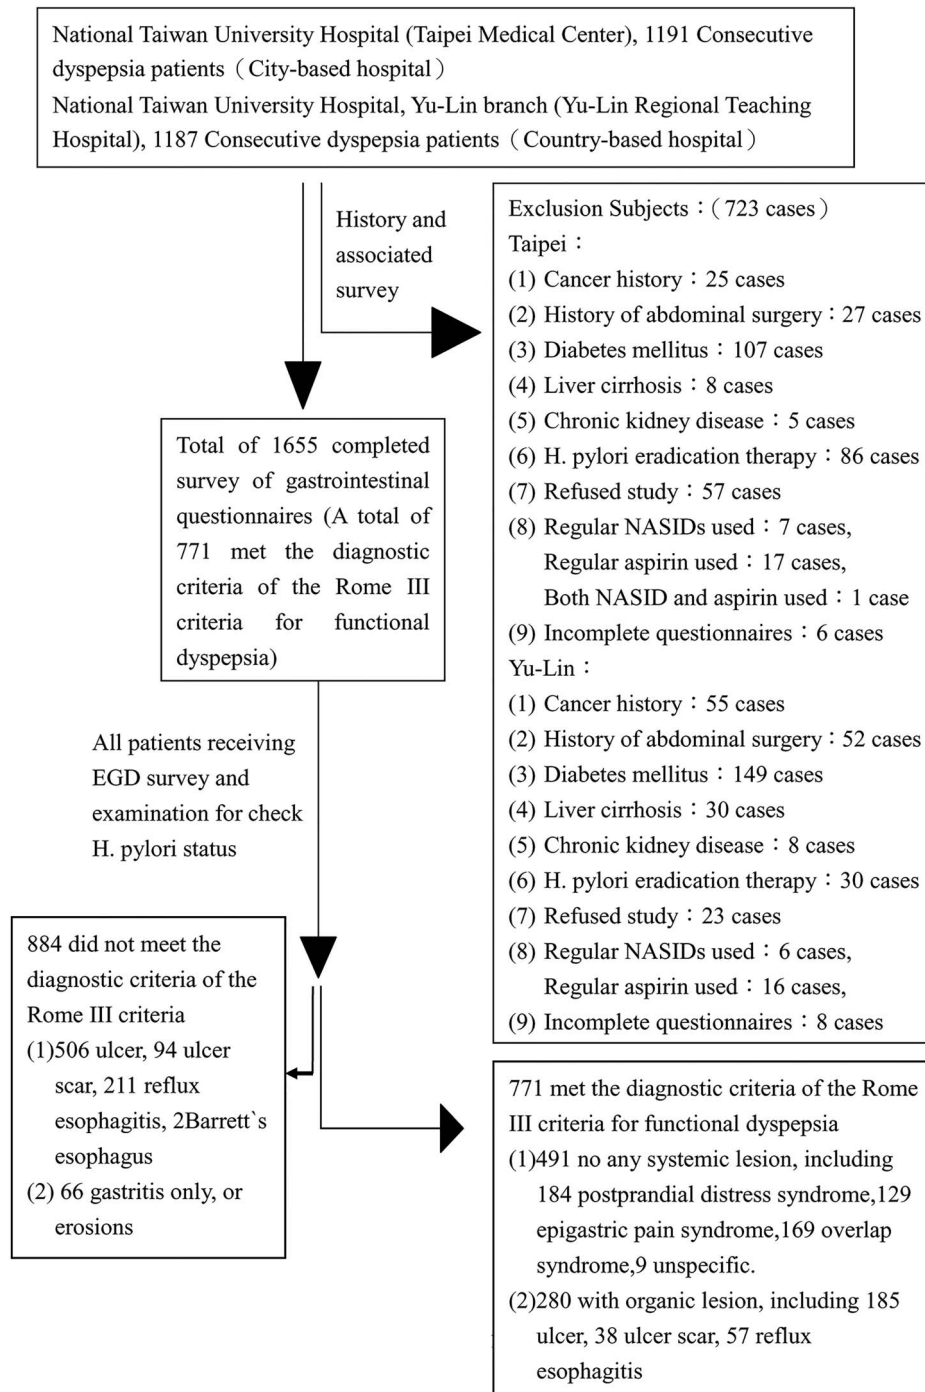 National Taiwan University Hospital (Taipei Medical Center), 1191 Consecutive
dyspepsia patients（City-based hospital）
National Taiwan University Hospital, Yu-Lin branch (Yu-Lin Regional Teaching
Hospital), 1187 Consecutive dyspepsia patients（Country-based hospital）
History and
associated
survey
Exclusion Subjects：（723 cases）
Taipei：
(1) Cancer history：25 cases
(2) History of abdominal surgery：27 cases
(3) Diabetes mellitus：107 cases
(4) Liver cirrhosis：8 cases
(5) Chronic kidney disease：5 cases
(6) H. pylori eradication therapy：86 cases
(7) Refused study：57 cases
(8) Regular NASIDs used：7 cases,
Regular aspirin used：17 cases,
Both NASID and aspirin used：1 case
(9) Incomplete questionnaires：6 cases
Yu-Lin：
(1) Cancer history：55 cases
(2) History of abdominal surgery：52 cases
(3) Diabetes mellitus：149 cases
(4) Liver cirrhosis：30 cases
(5) Chronic kidney disease：8 cases
(6) H. pylori eradication therapy：30 cases
(7) Refused study：23 cases
(8) Regular NASIDs used：6 cases,
Regular aspirin used：16 cases,
(9) Incomplete questionnaires：8 cases
Total of 1655 completed
survey of gastrointestinal
questionnaires (A total of
771 met the diagnostic
criteria of the Rome III
criteria for functional
dyspepsia)
All patients receiving
EGD survey and
examination for check
H. pylori status
884 did not meet the
diagnostic criteria of the
Rome III criteria
(1)506 ulcer, 94 ulcer
scar, 211 reflux
esophagitis, 2Barrett`s
esophagus
(2) 66 gastritis only, or
erosions
771 met the diagnostic criteria of the Rome
III criteria for functional dyspepsia
(1)491 no any systemic lesion, including
184 postprandial distress syndrome,129
epigastric pain syndrome,169 overlap
syndrome,9 unspecific.
(2)280 with organic lesion, including 185
ulcer, 38 ulcer scar, 57 reflux
esophagitis